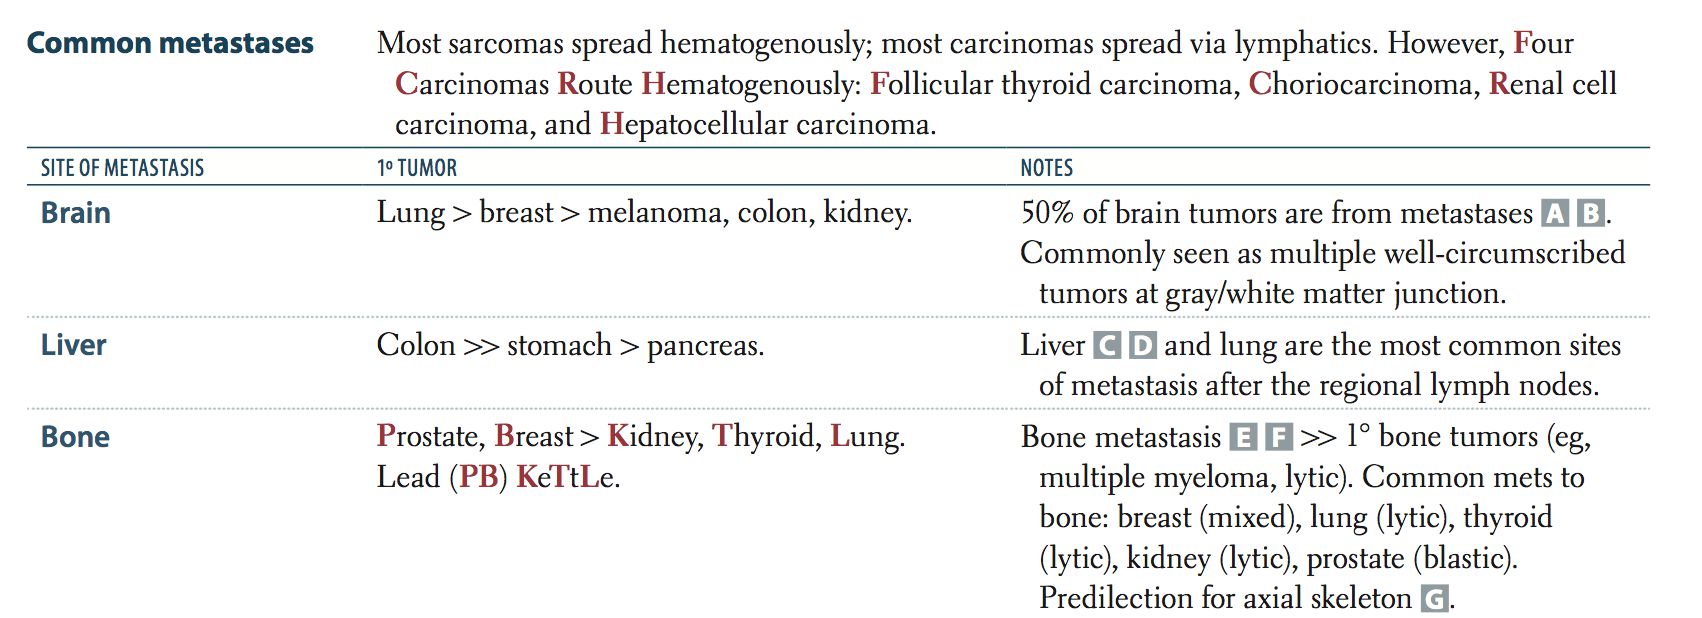 Common metastases
Most sarcomas spread hematogenously; most carcinomas spread via lymphatics. However, Four
Carcinomas Route Hematogenously: Follicular thyroid carcinoma, Choriocarcinoma, Renal cell
carcinoma, and Hepatocellular carcinoma.
SITE OF METASTASIS
1º TUMOR
NOTES
Brain
Lung > breast > melanoma, colon, kidney.
50% of brain tumors are from metastases A B.
Commonly seen as multiple well-circumscribed
tumors at gray/white matter junction.
Liver
Colon >> stomach > pancreas.
Liver C D and lung are the most common sites
of metastasis after the regional lymph nodes.
Bone
Prostate, Breast > Kidney, Thyroid, Lung.
Lead (PB) KeTtLe.
Bone metastasis E F >> 1° bone tumors (eg,
multiple myeloma, lytic). Common mets to
bone: breast (mixed), lung (lytic), thyroid
(lytic), kidney (lytic), prostate (blastic).
Predilection for axial skeleton G.